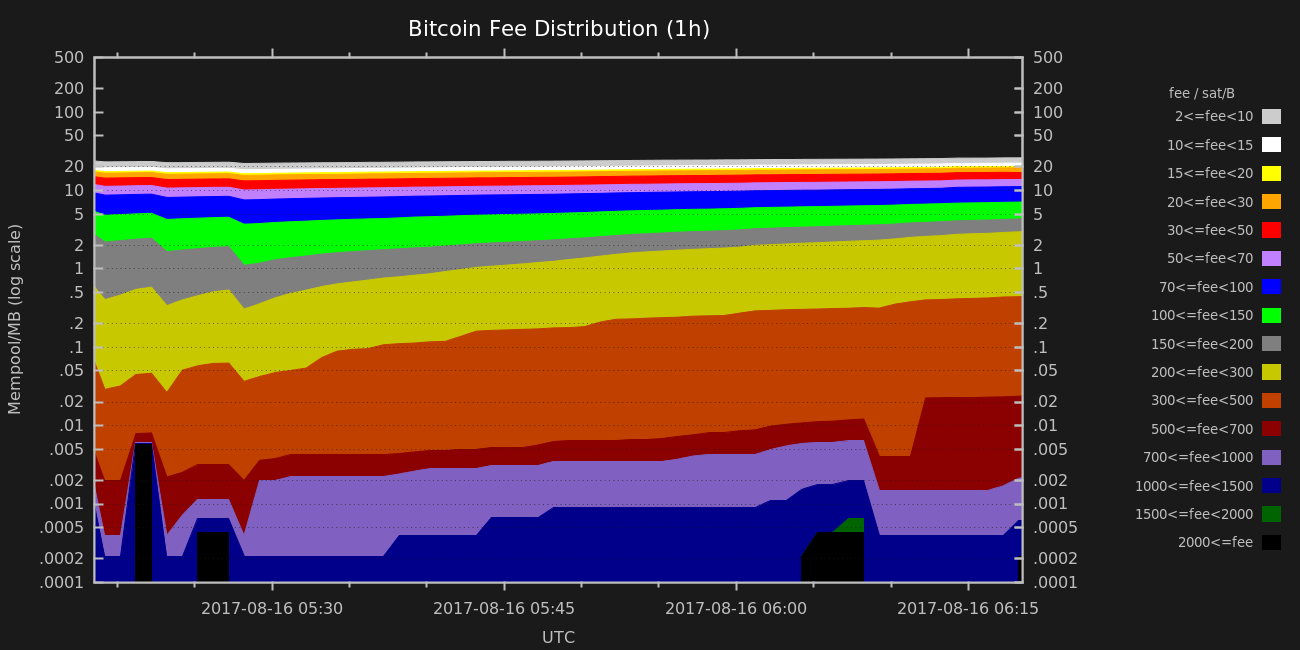 Bitcoin Fee Distribution (1h)
500
200
100
50
20
10
5
2
1
.5
.2
.1
.05
.02
.01
.005
.002
.001
.0005
.0002
.0001
Mempool/MB (log scale)
500
200
100
50
20
10
5
2
1
.5
.2
.1
.05
.02
.01
.005
.002
.001
.0005
.0002
.0001
2017-08-16 05:30 2017-08-16 05:45 2017-08-16 06:00 2017-08-16 06:15
UTC
fee / sat/B
2<=fee<10
10<=fee<15
15<=fee<20
20<=fee<30
30<=fee<50
50<=fee<70
70<=fee<100
100<=fee<150
150<=fee<200
200<=fee<300
300<=fee<500
500<=fee<700
700<=fee<1000
1000<=fee<1500
1500<=fee<2000
2000<=fee